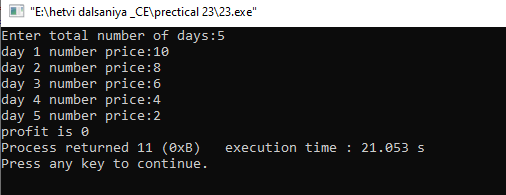 "E:\hetvi dalsaniya _CE\prectical 23\23.exe"
Enter total number of days:5
day 1 number price:10
day 2 number price:8
day 3 number price:6
day 4 number price:4
day 5 number price:2
profit is 0
Process returned 11 (0xB)   execution time : 21.053 s
Press any key to continue.